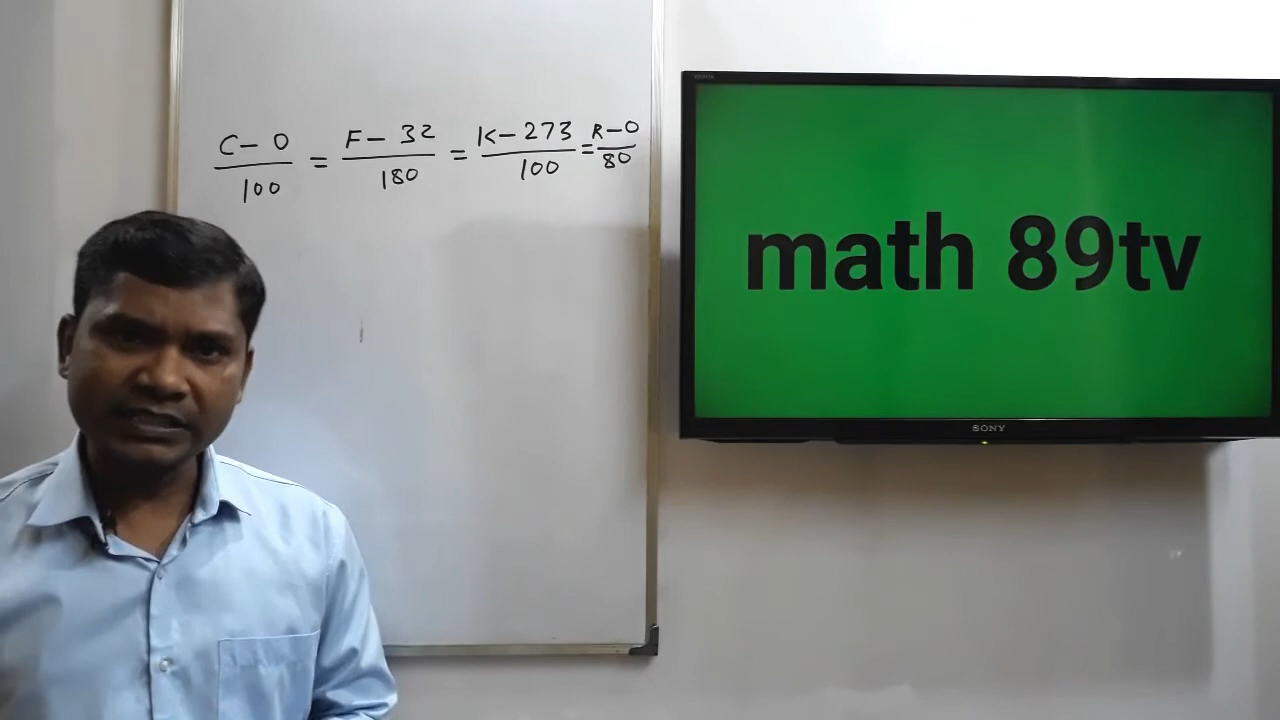 C - 0 / 100 = F - 32 / 180 = K - 273 / 100 = R - 0 / 80
math 89tv
SONY